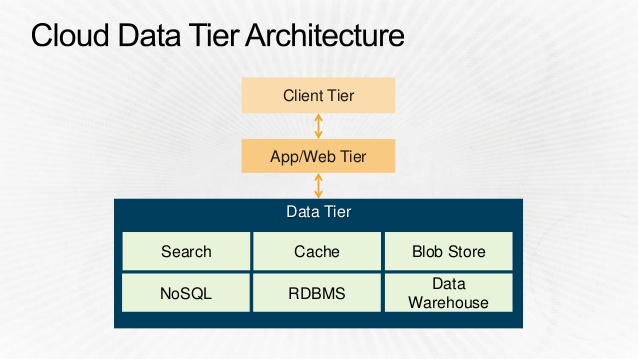 Cloud Data Tier Architecture
Client Tier
App/Web Tier
Data Tier
Search
Cache
Blob Store
NoSQL
RDBMS
Data
Warehouse